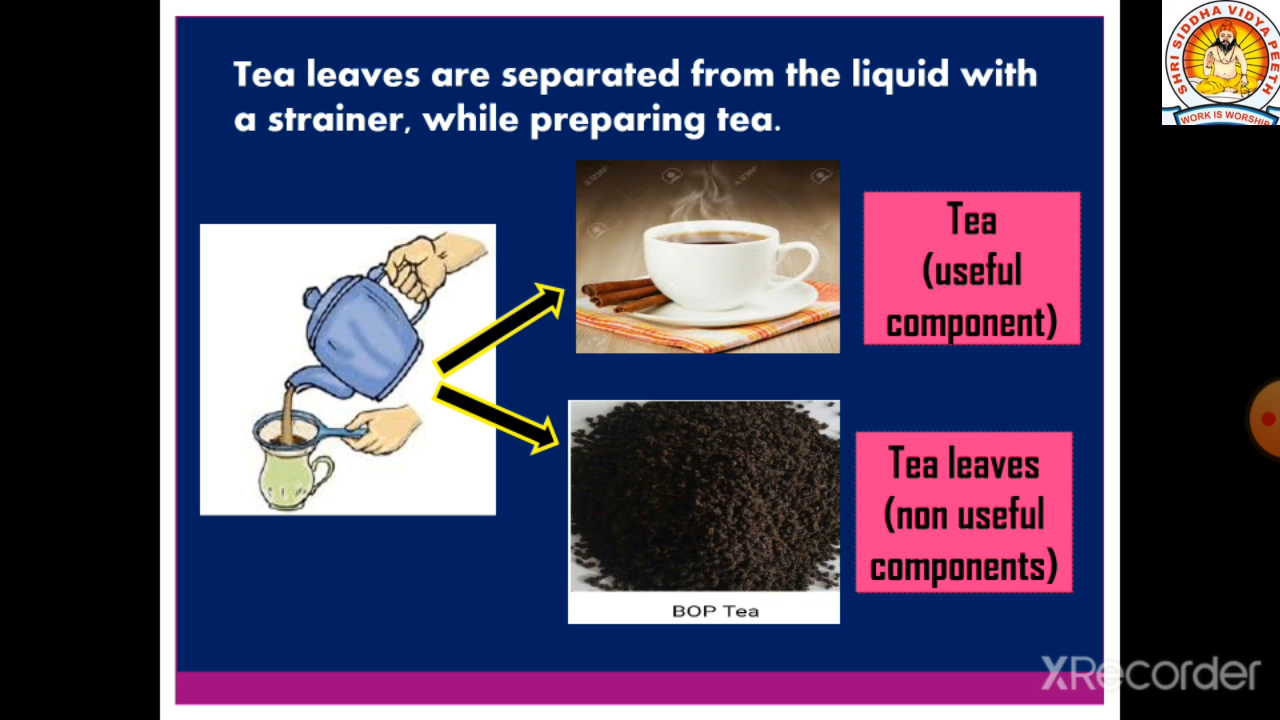 Tea leaves are separated from the liquid with
a strainer, while preparing tea.
Tea
(useful
component)
Tea leaves
(non useful
components)
BOP Tea
SHRI SIDDHA VIDYA PEETH
WORK IS WORSHIP
XRecorder